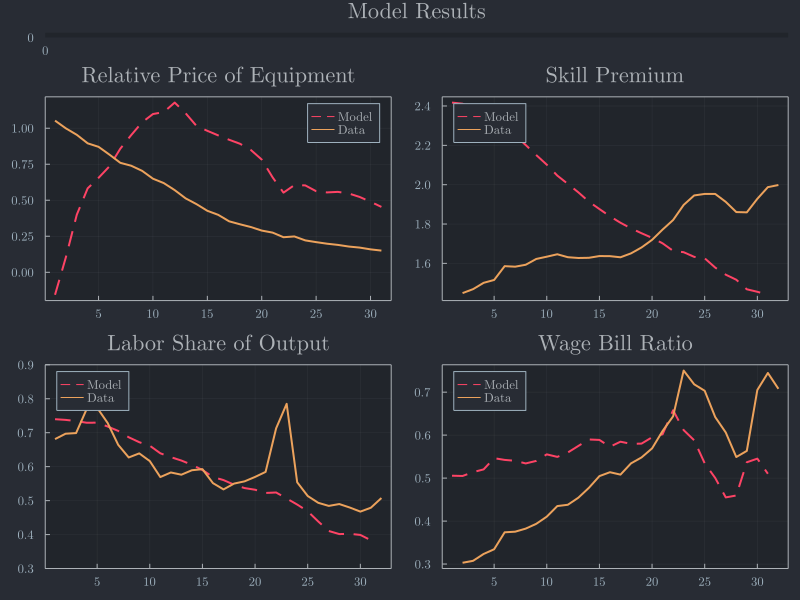 Model Results
0
0
Relative Price of Equipment
Model
Data
1.00
0.75
0.50
0.25
0.00
5 10 15 20 25 30
Skill Premium
Model
Data
2.4
2.2
2.0
1.8
1.6
5 10 15 20 25 30
Labor Share of Output
Model
Data
0.9
0.8
0.7
0.6
0.5
0.4
0.3
5 10 15 20 25 30
Wage Bill Ratio
Model
Data
0.7
0.6
0.5
0.4
0.3
5 10 15 20 25 30